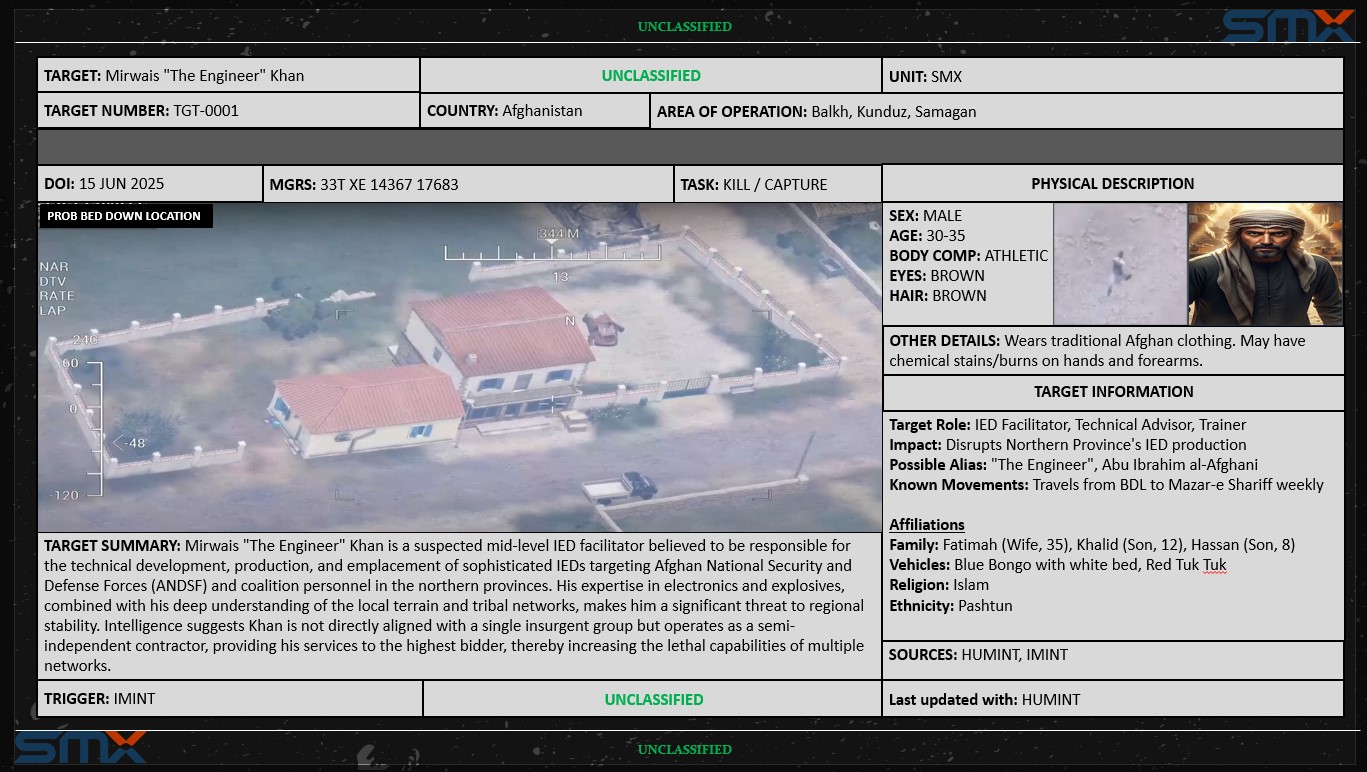 UNCLASSIFIED
SMX
TARGET: Mirwais "The Engineer" Khan
UNCLASSIFIED
UNIT: SMX
TARGET NUMBER: TGT-0001
COUNTRY: Afghanistan
AREA OF OPERATION: Balkh, Kunduz, Samagan
DOI: 15 JUN 2025
MGRS: 33T XE 14367 17683
TASK: KILL / CAPTURE
PHYSICAL DESCRIPTION
PROB BED DOWN LOCATION
344 M
13
N
NAR
DTV
RATE
LAP
240
60
0
-48
-120
SEX: MALE
AGE: 30-35
BODY COMP: ATHLETIC
EYES: BROWN
HAIR: BROWN
OTHER DETAILS: Wears traditional Afghan clothing. May have
chemical stains/burns on hands and forearms.
TARGET INFORMATION
Target Role: IED Facilitator, Technical Advisor, Trainer
Impact: Disrupts Northern Province's IED production
Possible Alias: "The Engineer", Abu Ibrahim al-Afghani
Known Movements: Travels from BDL to Mazar-e Shariff weekly
Affiliations
Family: Fatimah (Wife, 35), Khalid (Son, 12), Hassan (Son, 8)
Vehicles: Blue Bongo with white bed, Red Tuk Tuk
Religion: Islam
Ethnicity: Pashtun
TARGET SUMMARY: Mirwais "The Engineer" Khan is a suspected mid-level IED facilitator believed to be responsible for
the technical development, production, and emplacement of sophisticated IEDs targeting Afghan National Security and
Defense Forces (ANDSF) and coalition personnel in the northern provinces. His expertise in electronics and explosives,
combined with his deep understanding of the local terrain and tribal networks, makes him a significant threat to regional
stability. Intelligence suggests Khan is not directly aligned with a single insurgent group but operates as a semi-
independent contractor, providing his services to the highest bidder, thereby increasing the lethal capabilities of multiple
networks.
SOURCES: HUMINT, IMINT
TRIGGER: IMINT
UNCLASSIFIED
Last updated with: HUMINT
SMX
UNCLASSIFIED